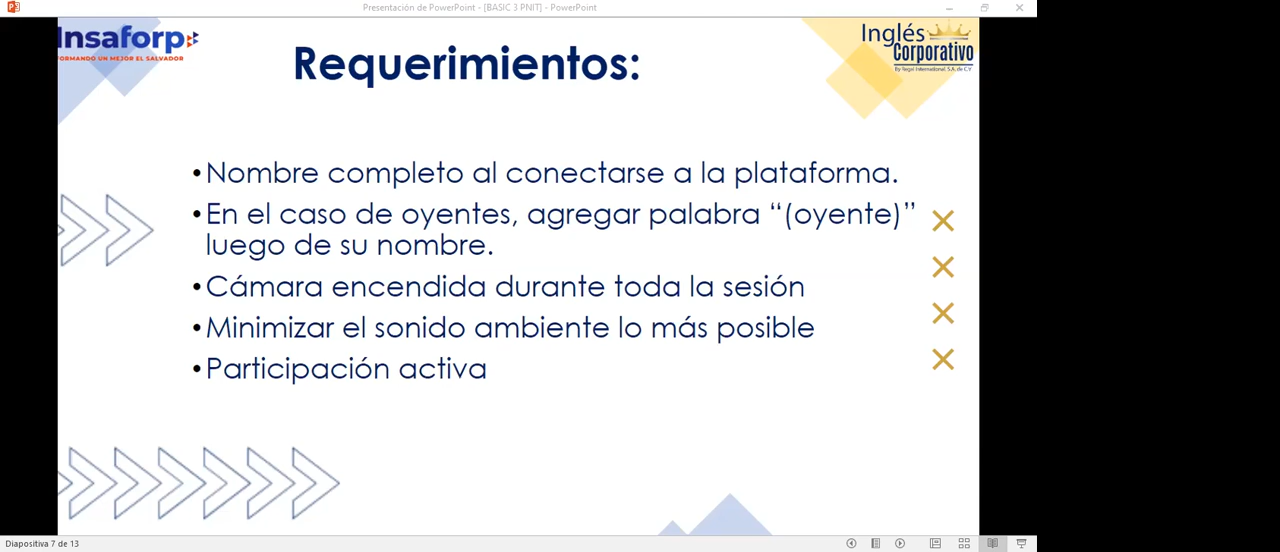 Presentación de PowerPoint - [BASIC 3 PNIT] - PowerPoint
Insaforp
FORMANDO UN MEJOR EL SALVADOR
Inglés
Corporativo
By Regal International, S.A. de C.V
Requerimientos:
•Nombre completo al conectarse a la plataforma.
•En el caso de oyentes, agregar palabra “(oyente)”
luego de su nombre.
•Cámara encendida durante toda la sesión
•Minimizar el sonido ambiente lo más posible
•Participación activa
Diapositiva 7 de 13